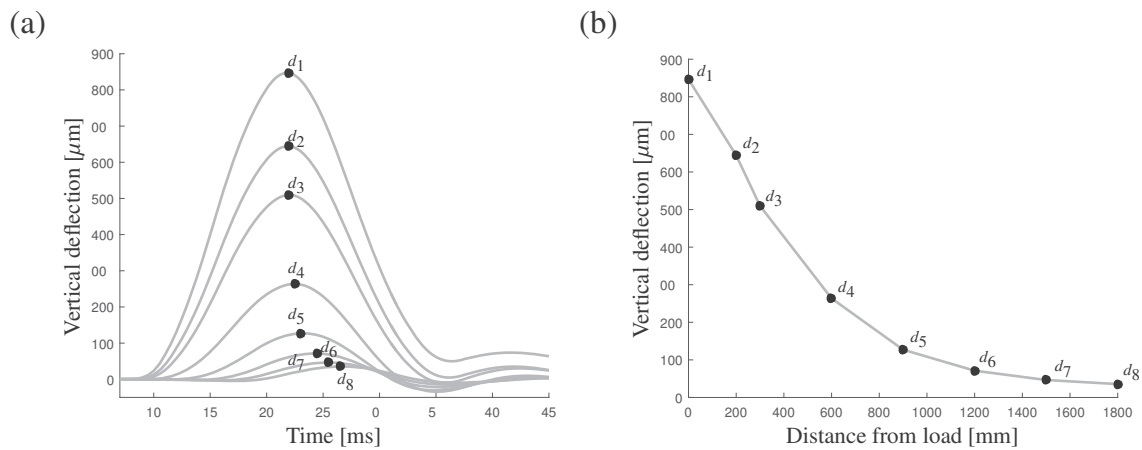 (a)
Vertical deflection [μm]
900
800
00
600
500
400
00
200
100
0
10
15
20
25
0
5
40
45
Time [ms]
d1
d2
d3
d4
d5
d6
d7
d8
(b)
Vertical deflection [μm]
900
800
00
600
500
400
00
200
100
0
0
200
400
600
800
1000
1200
1400
1600
1800
Distance from load [mm]
d1
d2
d3
d4
d5
d6
d7
d8